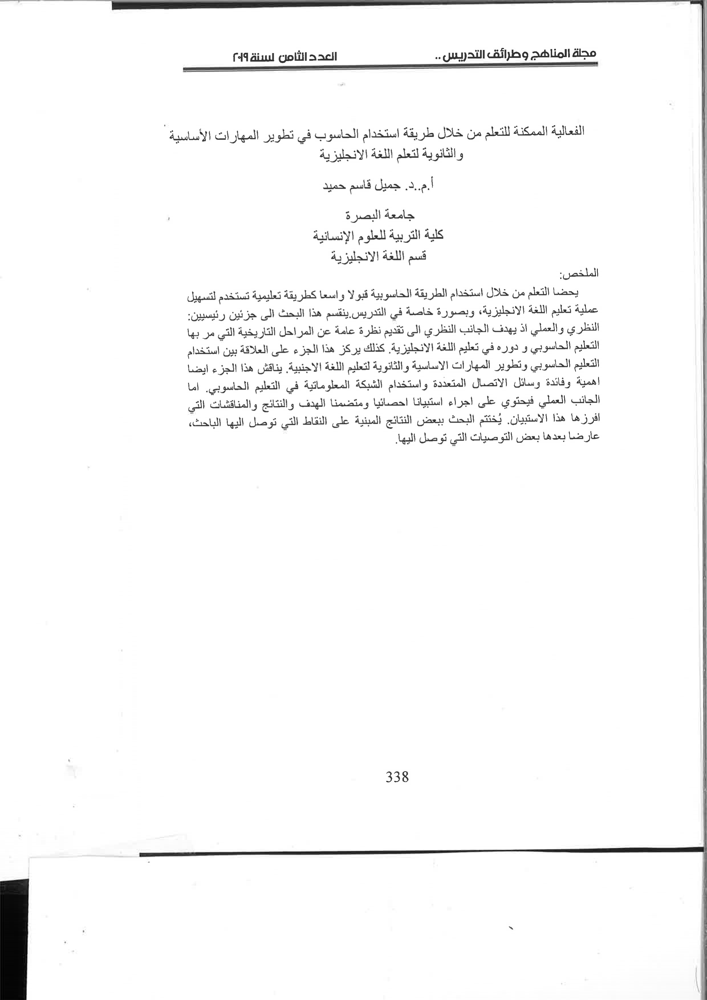 مجلة المناهج وطرائق التدريس .. العدد الثامن لسنة ٢٠١٩
الفعالية الممكنة للتعلم من خلال طريقة استخدام الحاسوب في تطوير المهارات الأساسية
والثانوية لتعلم اللغة الانجليزية
أ.م..د. جميل قاسم حميد
جامعة البصرة
كلية التربية للعلوم الإنسانية
قسم اللغة الانجليزية
الملخص:
يحضا التعلم من خلال استخدام الطريقة الحاسوبية قبولا واسعا كطريقة تعليمية تستخدم لتسهيل
عملية تعليم اللغة الانجليزية، وبصورة خاصة في التدريس.ينقسم هذا البحث الى جزئين رئيسيين:
النظري والعملي اذ يهدف الجانب النظري الى تقديم نظرة عامة عن المراحل التاريخية التي مر بها
التعليم الحاسوبي و دوره في تعليم اللغة الانجليزية. كذلك يركز هذا الجزء على العلاقة بين استخدام
التعليم الحاسوبي وتطوير المهارات الاساسية والثانوية لتعليم اللغة الاجنبية. يناقش هذا الجزء ايضا
اهمية وفائدة وسائل الاتصال المتعددة واستخدام الشبكة المعلوماتية في التعليم الحاسوبي. اما
الجانب العملي فيحتوي على اجراء استبيانا احصائيا ومتضمنا الهدف والنتائج والمناقشات التي
افرزها هذا الاستبيان. يُختتم البحث ببعض النتائج المبنية على النقاط التي توصل اليها الباحث،
عارضا بعدها بعض التوصيات التي توصل اليها.
338